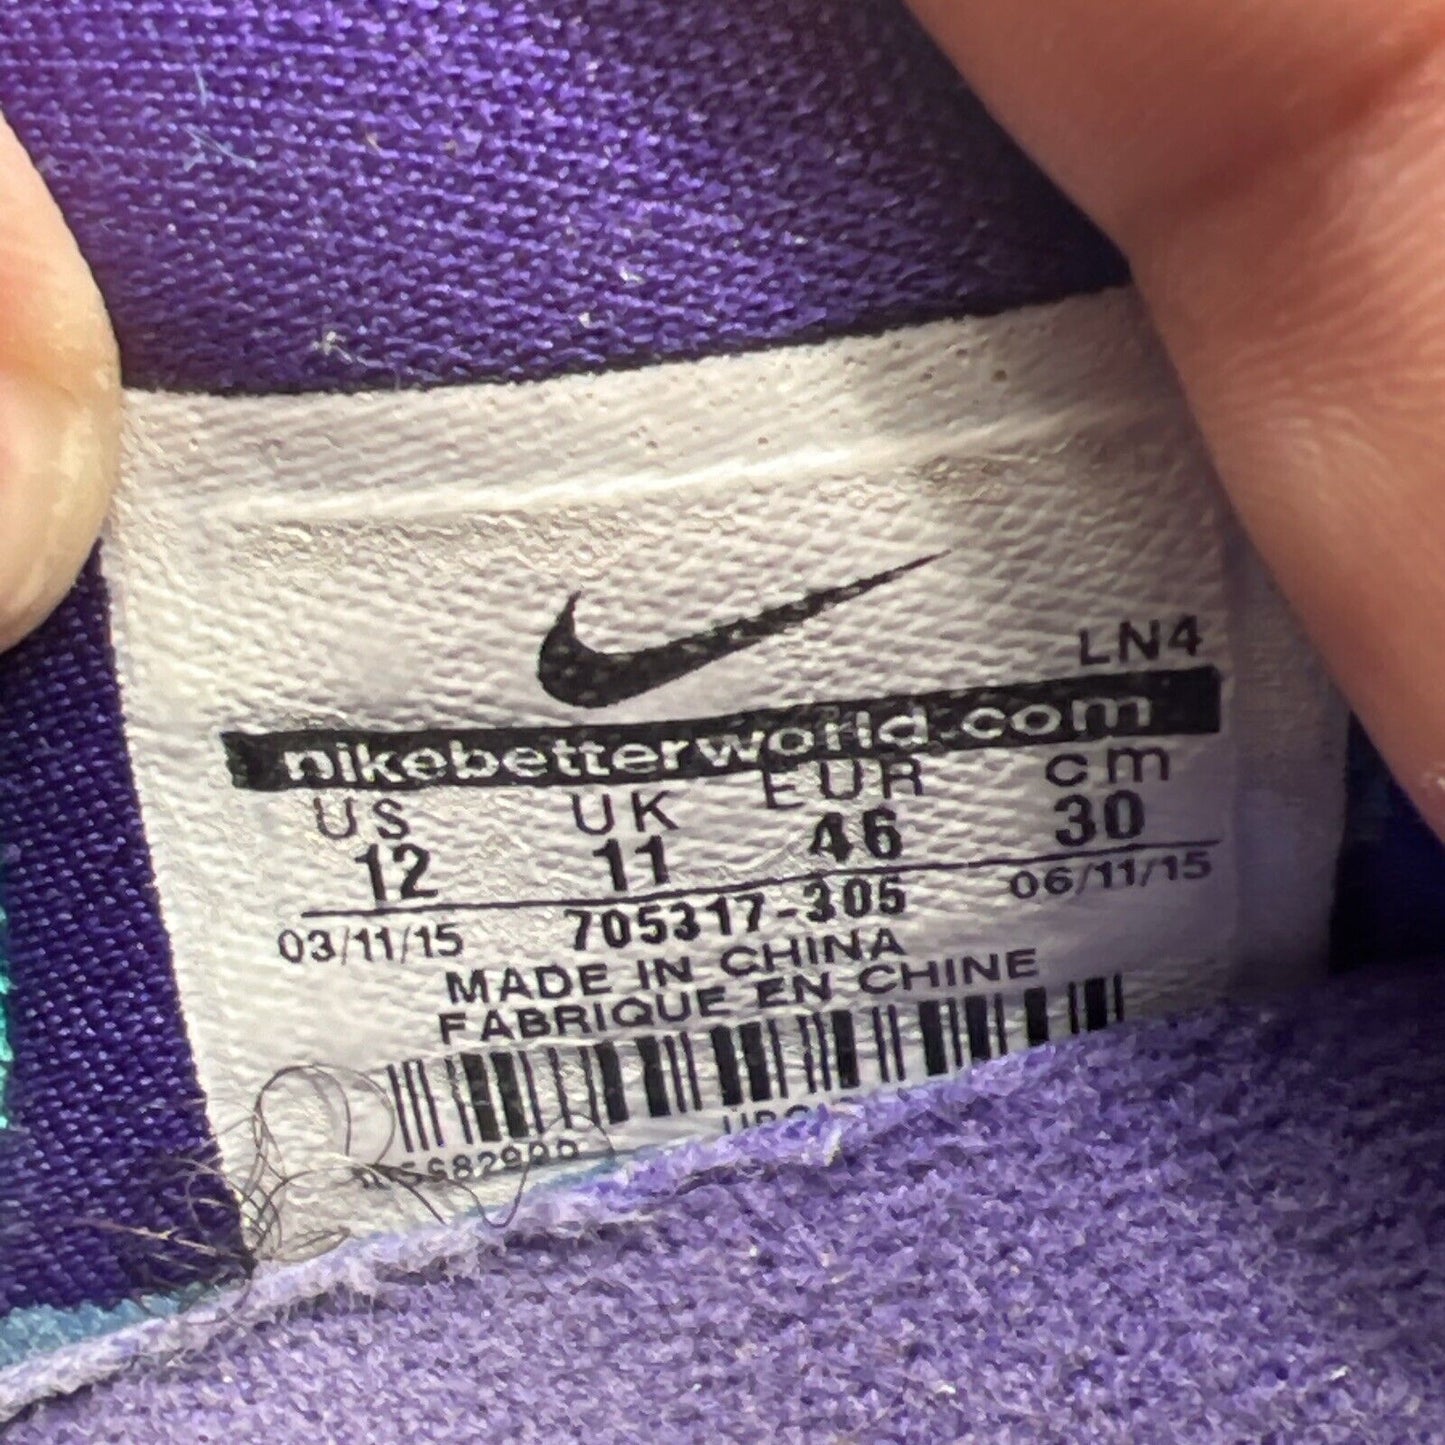 LN4
nikebetterworld.com
US UK EUR cm
12 11 46 30
03/11/15 705317-305 06/11/15
MADE IN CHINA
FABRIQUE EN CHINE